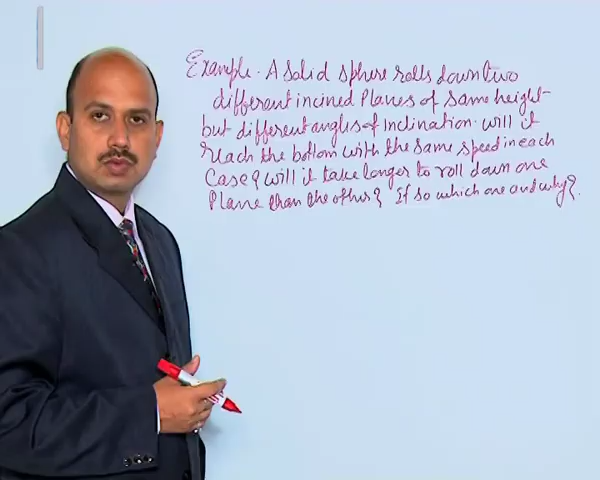 Example. A solid sphere rolls down two
different incined Planes of same height
but different angles of Inclination. will it
reach the bottom with the same speed in each
Case? will it take longer to roll down one
Plane than the other? If so which one and why?